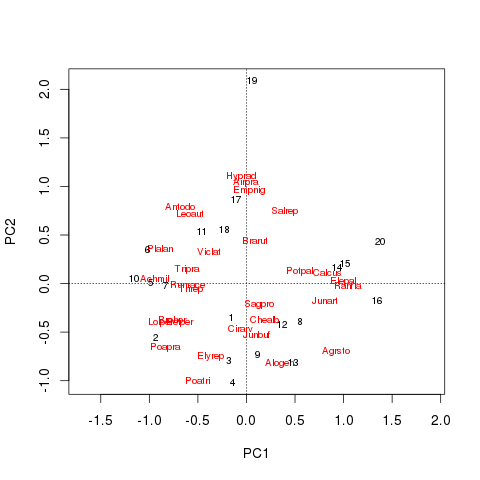 19
2.0
Hyprad
Airpra
Empnig
17
1.5
Antodo
Leoaut
Salrep
1.0
18
11
Brarut
20
6
Plalan
Viclat
0.5
15
14
Tripra
Potpal
Calcus
10
Achmil
5
7
Rumace
Trirep
Elepal
Ranfla
0.0
PC2
Sagpro
Junart
16
1
Chealb
12
8
Cirarv
Junbuf
-0.5
2
Poapra
Agrsto
Elyrep
3
9
Alogen
13
Poatri
4
-1.0
-1.5
-1.0
-0.5
0.0
0.5
1.0
1.5
2.0
PC1